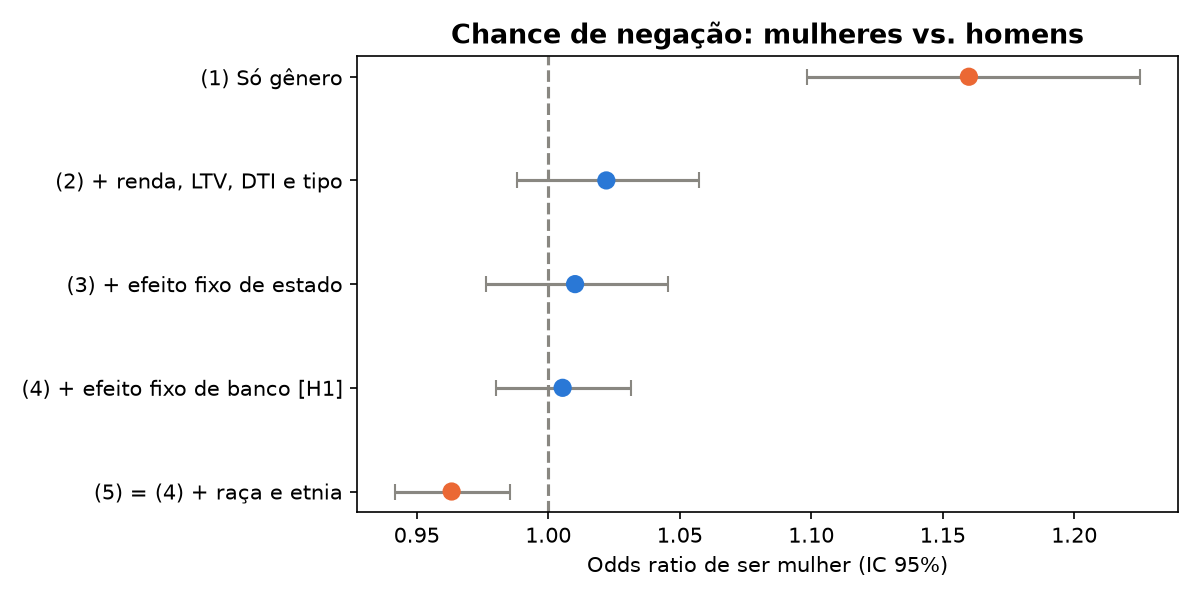 Chance de negação: mulheres vs. homens
(1) Só gênero
(2) + renda, LTV, DTI e tipo
(3) + efeito fixo de estado
(4) + efeito fixo de banco [H1]
(5) = (4) + raça e etnia
0.95 1.00 1.05 1.10 1.15 1.20
Odds ratio de ser mulher (IC 95%)